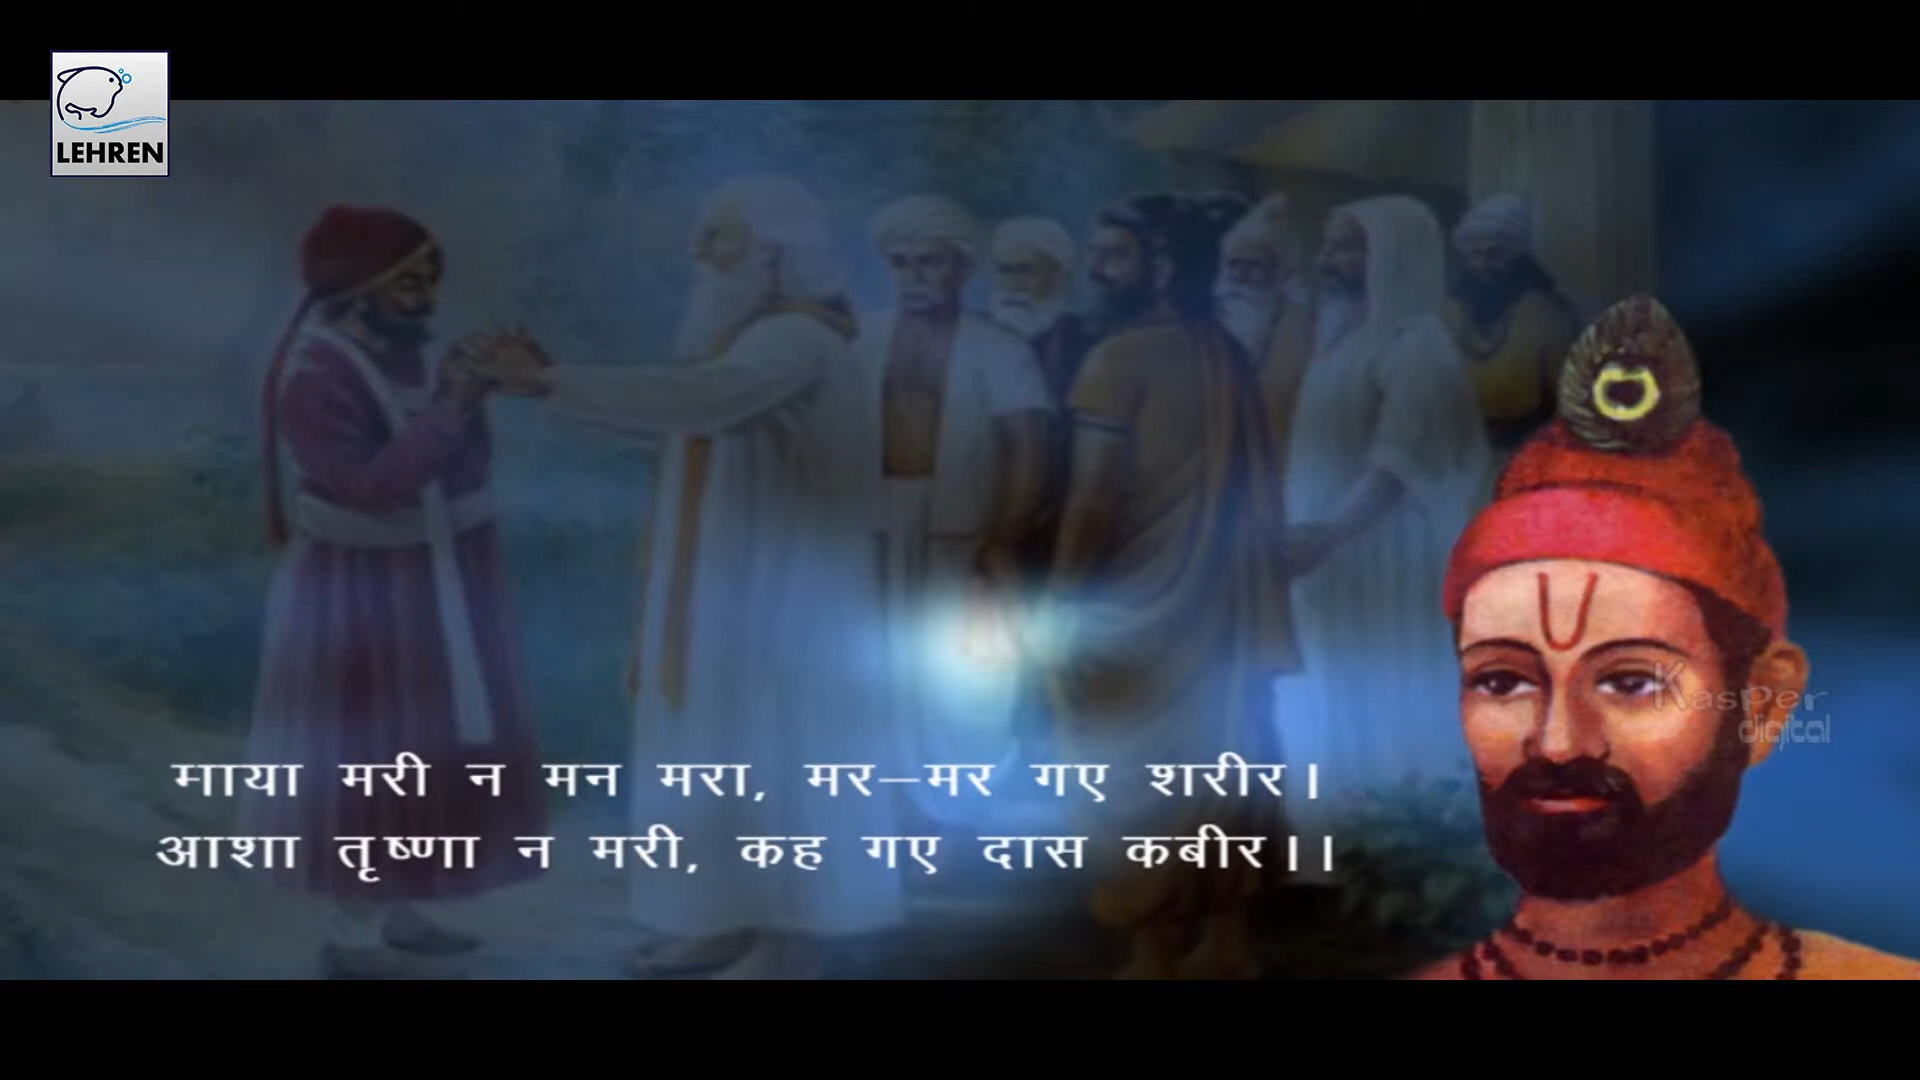 LEHREN
Kasper
digital
माया मरी न मन मरा, मर–मर गए शरीर।
आशा तृष्णा न मरी, कह गए दास कबीर।।